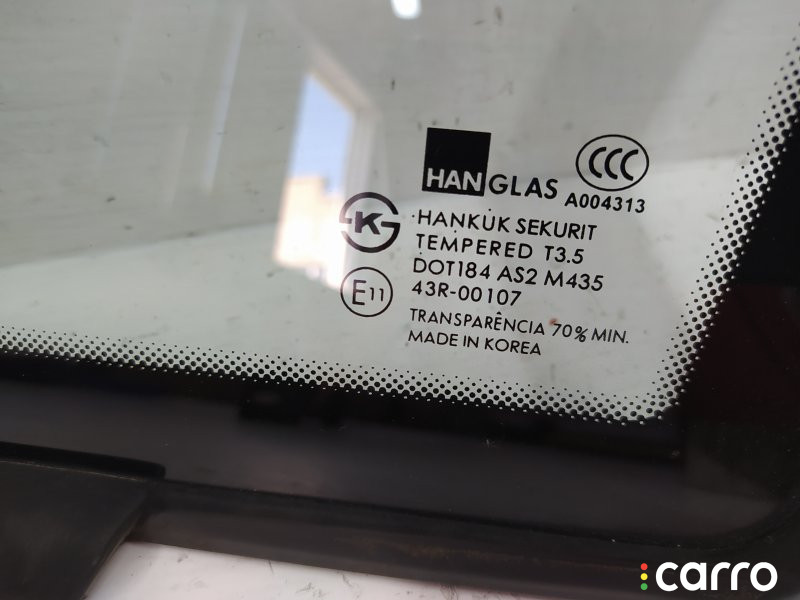 HANGLAS
CCC
A004313
K
HANKUK SEKURIT
TEMPERED T3.5
DOT184 AS2 M435
E11
43R-00107
TRANSPARÊNCIA 70% MIN.
MADE IN KOREA
carro